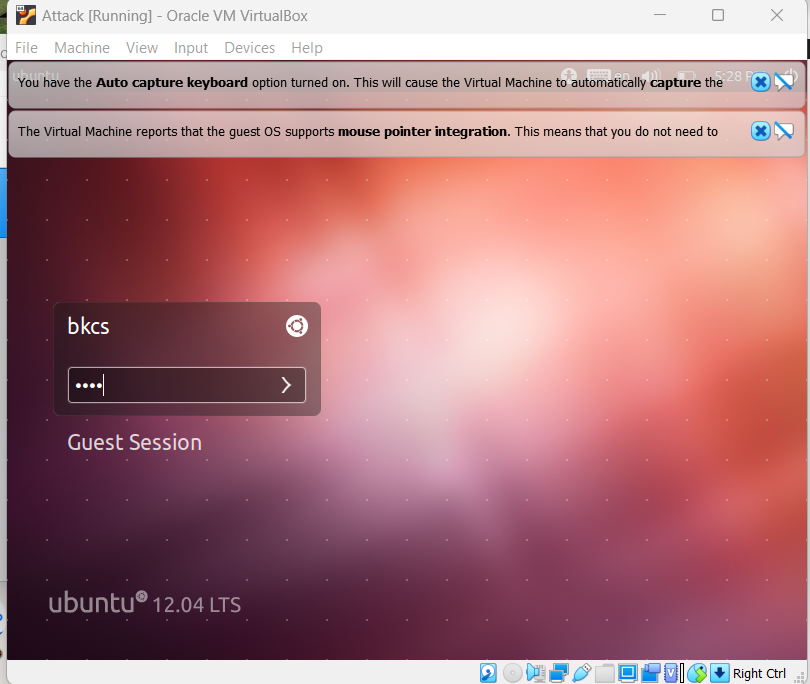 Attack [Running] - Oracle VM VirtualBox
File Machine View Input Devices Help
ubuntu en 5:28
You have the Auto capture keyboard option turned on. This will cause the Virtual Machine to automatically capture the
The Virtual Machine reports that the guest OS supports mouse pointer integration. This means that you do not need to
bkcs
Guest Session
ubuntu 12.04 LTS
Right Ctrl